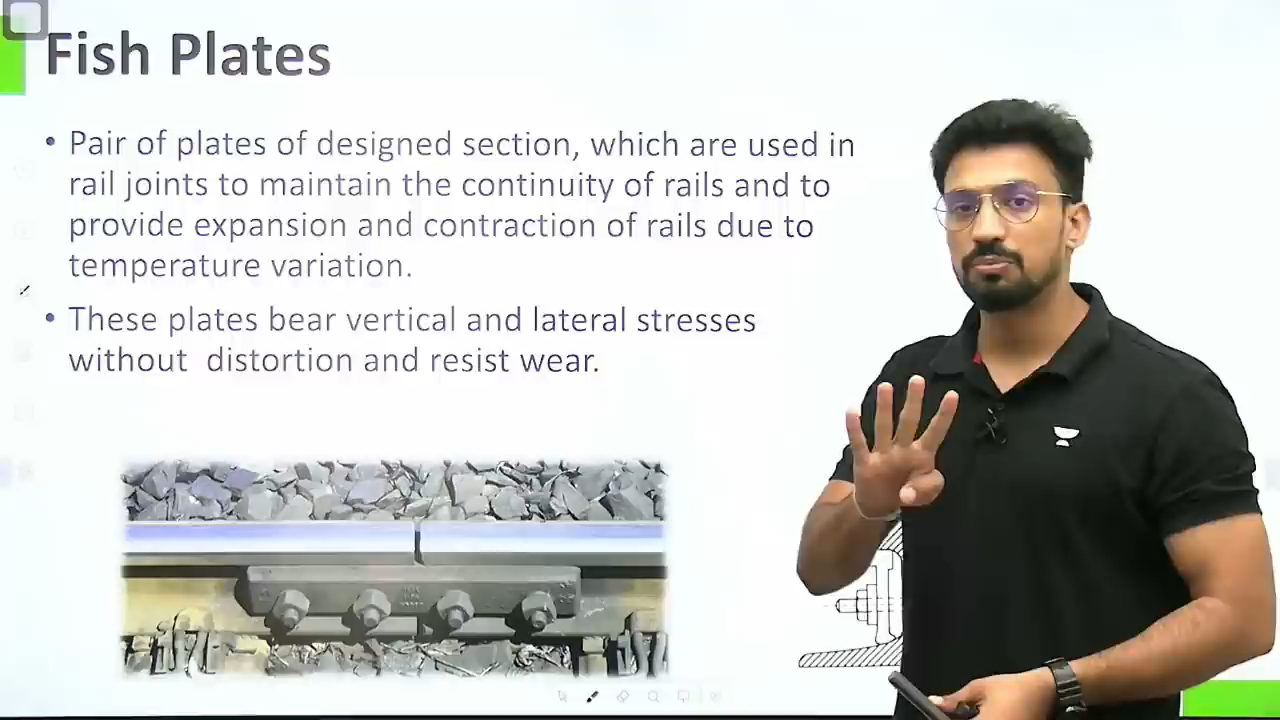 Fish Plates
• Pair of plates of designed section, which are used in
rail joints to maintain the continuity of rails and to
provide expansion and contraction of rails due to
temperature variation.
• These plates bear vertical and lateral stresses
without distortion and resist wear.